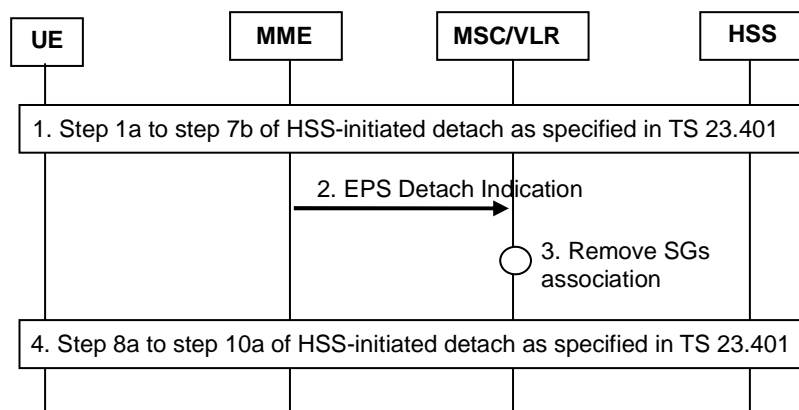 UE
MME
MSC/VLR
HSS
1. Step 1a to step 7b of HSS-initiated detach as specified in TS 23.401
2. EPS Detach Indication
3. Remove SGs
association
4. Step 8a to step 10a of HSS-initiated detach as specified in TS 23.401